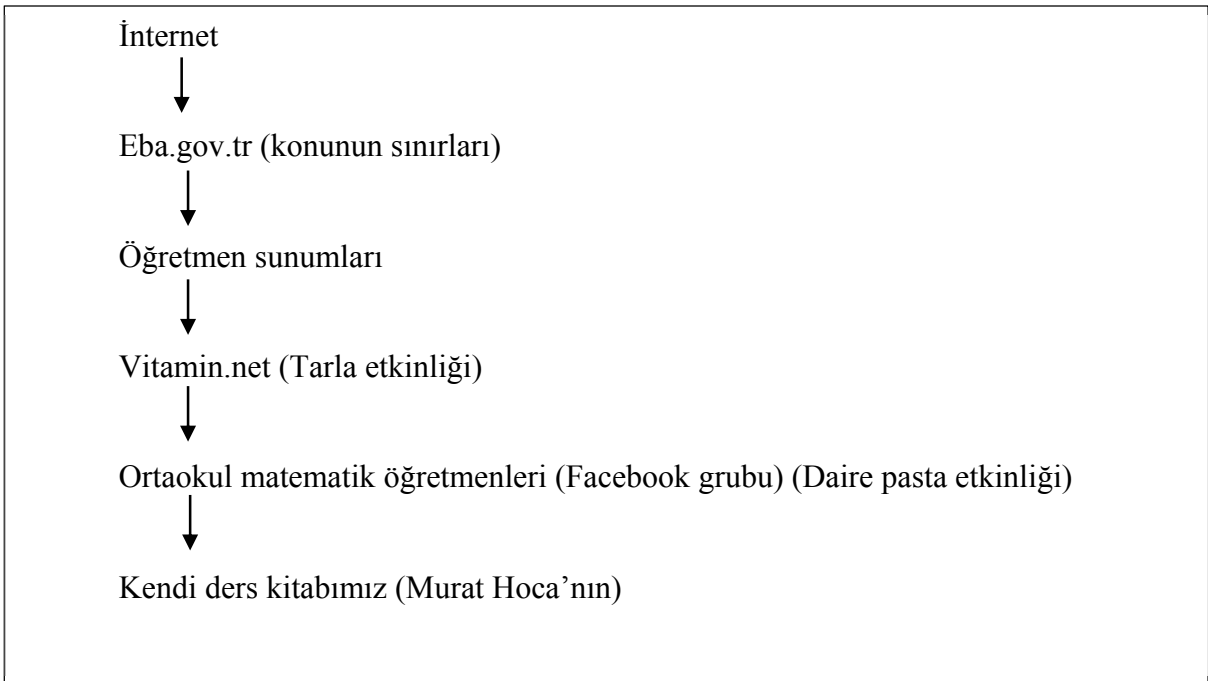 İnternet
Eba.gov.tr (konunun sınırları)
Öğretmen sunumları
Vitamin.net (Tarla etkinliği)
Ortaokul matematik öğretmenleri (Facebook grubu) (Daire pasta etkinliği)
Kendi ders kitabımız (Murat Hoca’nın)